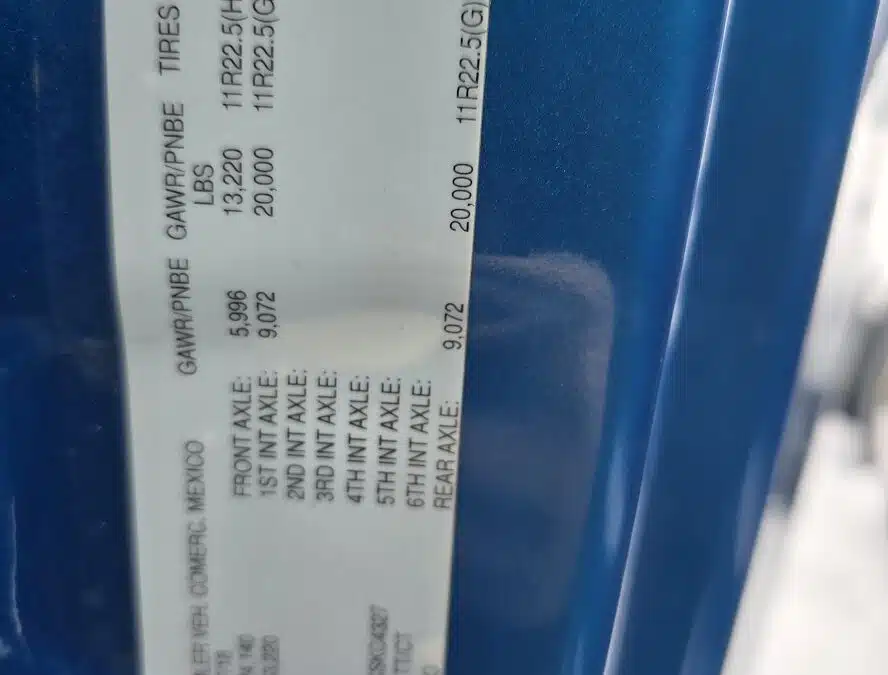 VEH. COMERC. MEXICO GAWR/PNBE GAWR/PNBE TIRES
LBS
FRONT AXLE: 5,996 13,220 11R22.5(H
1ST INT AXLE: 9,072 20,000 11R22.5(G
2ND INT AXLE:
3RD INT AXLE:
4TH INT AXLE:
5TH INT AXLE:
6TH INT AXLE:
REAR AXLE: 9,072 20,000 11R22.5(G)